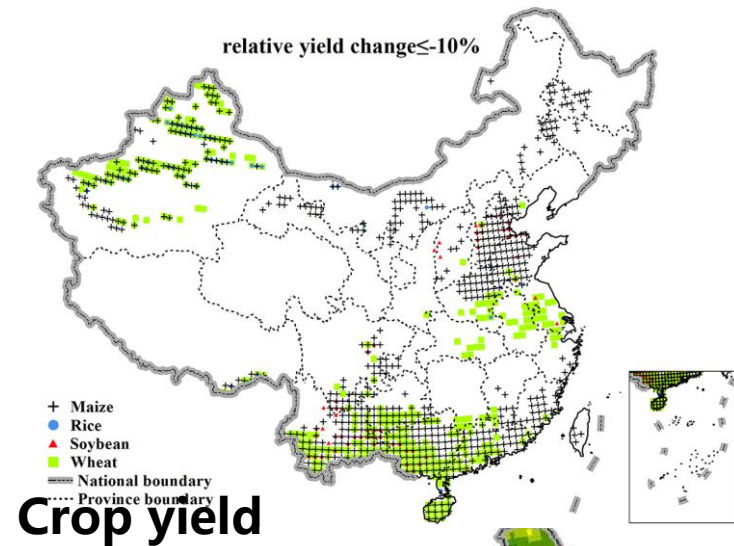 relative yield change≤-10%
Maize
Rice
Soybean
Wheat
National boundary
Province boundary
Crop yield